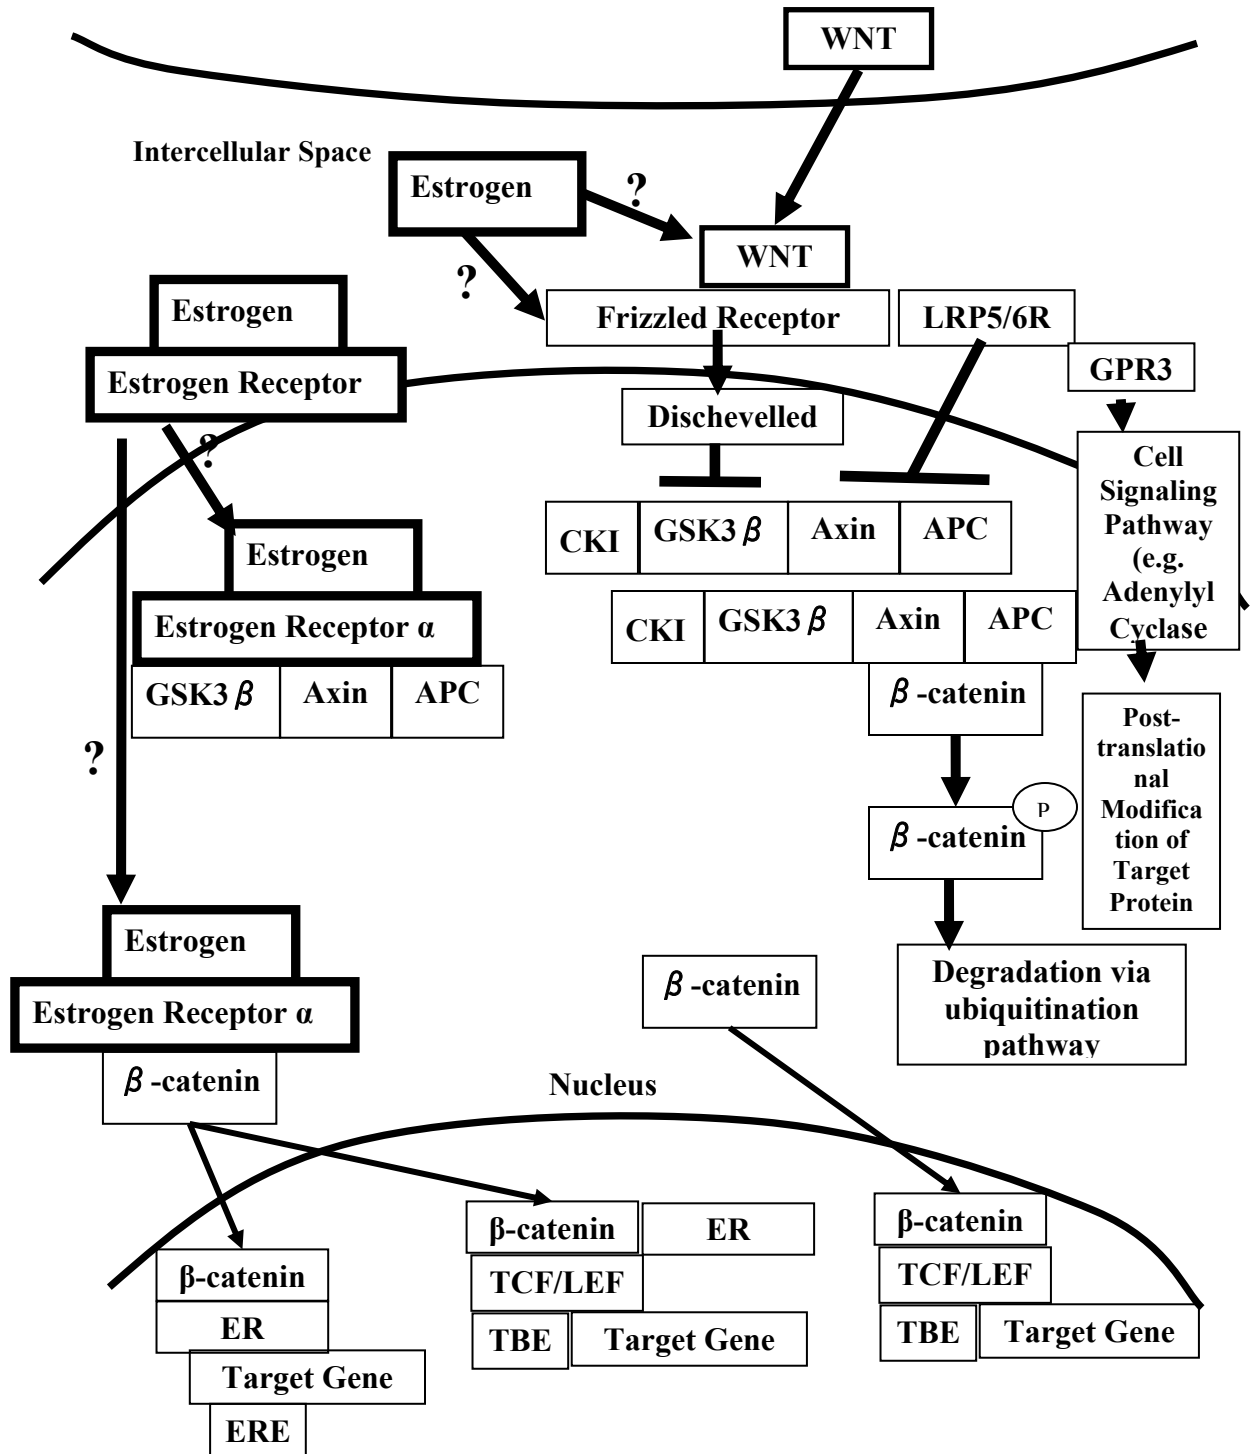 WNT
Intercellular Space
Estrogen
?
WNT
?
Estrogen
Frizzled Receptor
LRP5/6R
Estrogen Receptor
GPR3
Dischevelled
?
Cell
Signaling
Pathway
(e.g.
Adenylyl
Cyclase
CKI
GSK3 β
Axin
APC
Estrogen
Estrogen Receptor α
GSK3 β
Axin
APC
CKI
GSK3 β
Axin
APC
β -catenin
Post-
translatio
nal
Modifica
tion of
Target
Protein
?
β -catenin
P
Estrogen
Estrogen Receptor α
β -catenin
β -catenin
Degradation via
ubiquitination
pathway
Nucleus
β-catenin
ER
TCF/LEF
TBE
Target Gene
β-catenin
TCF/LEF
TBE
Target Gene
β-catenin
ER
Target Gene
ERE